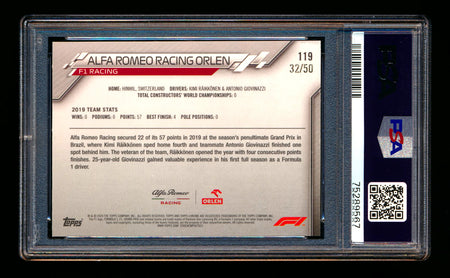 ALFA ROMEO RACING ORLEN
119
F1 RACING
32/50
HOME: HINWIL, SWITZERLAND DRIVERS: KIMI RÄIKKÖNEN & ANTONIO GIOVINAZZI
TOTAL CONSTRUCTORS' WORLD CHAMPIONSHIPS: 0
2019 TEAM STATS
WINS: 0 PODIUMS: 0 POINTS: 57 BEST FINISH: 4 POLE POSITIONS: 0
Alfa Romeo Racing secured 22 of its 57 points in 2019 at the season's penultimate Grand Prix in
Brazil, where Kimi Räikkönen sped home fourth and teammate Antonio Giovinazzi finished one
spot behind him. The veteran of the team, Räikkönen opened the year with four consecutive points
finishes. 25-year-old Giovinazzi gained valuable experience in his first full season as a Formula
1 driver.
Alfa Romeo
RACING
ORLEN
TOPPS
F1
PSA
75289567